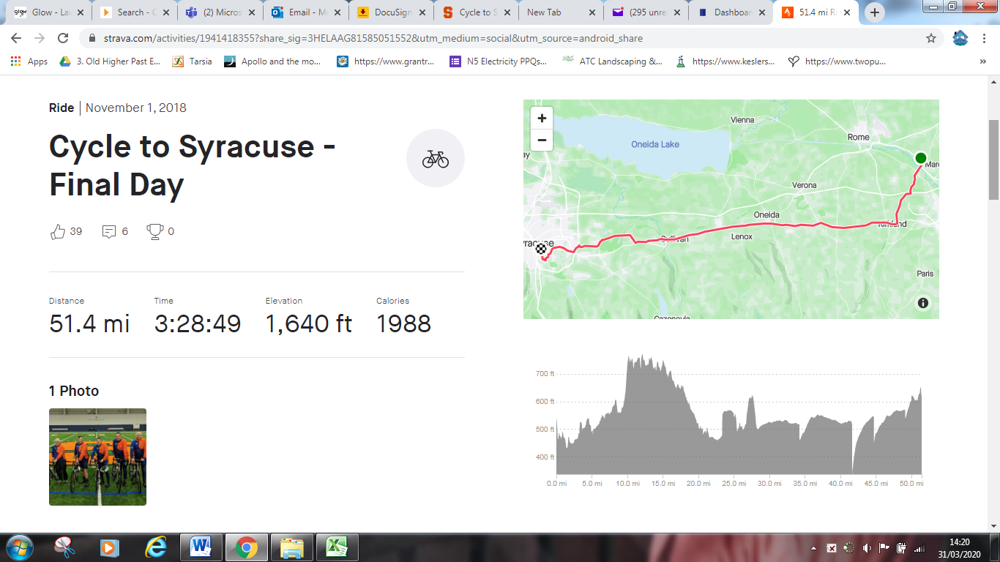 Glow - La
Search - C
(2) Micros
Email - M
DocuSign
Cycle to S
New Tab
(295 unre
Dashboar
51.4 mi Ri
strava.com/activities/1941418355?share_sig=3HELAAG81585051552&utm_medium=social&utm_source=android_share
Apps
3. Old Higher Past E...
Tarsia
Apollo and the mo...
https://www.grantr...
N5 Electricity PPQs...
ATC Landscaping &...
https://www.keslers...
https://www.twopu...
»
Ride | November 1, 2018
Cycle to Syracuse -
Final Day
39 6 0
Distance Time Elevation Calories
51.4 mi 3:28:49 1,640 ft 1988
1 Photo
+
−
Vienna
Rome
Oneida Lake
ay
Marc
Verona
Oneida
Kirkland
Sullivan
Lenox
yracuse
Paris
Cazenovia
700 ft
600 ft
500 ft
400 ft
0.0 mi 5.0 mi 10.0 mi 15.0 mi 20.0 mi 25.0 mi 30.0 mi 35.0 mi 40.0 mi 45.0 mi 50.0 mi
14:20
31/03/2020